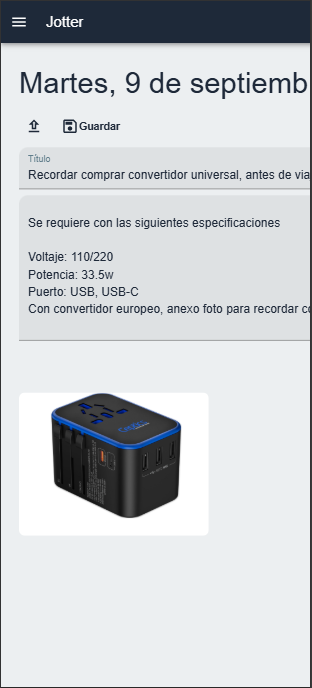 Jotter
Martes, 9 de septiemb
Guardar
Título
Recordar comprar convertidor universal, antes de via
Se requiere con las siguientes especificaciones
Voltaje: 110/220
Potencia: 33.5w
Puerto: USB, USB-C
Con convertidor europeo, anexo foto para recordar co